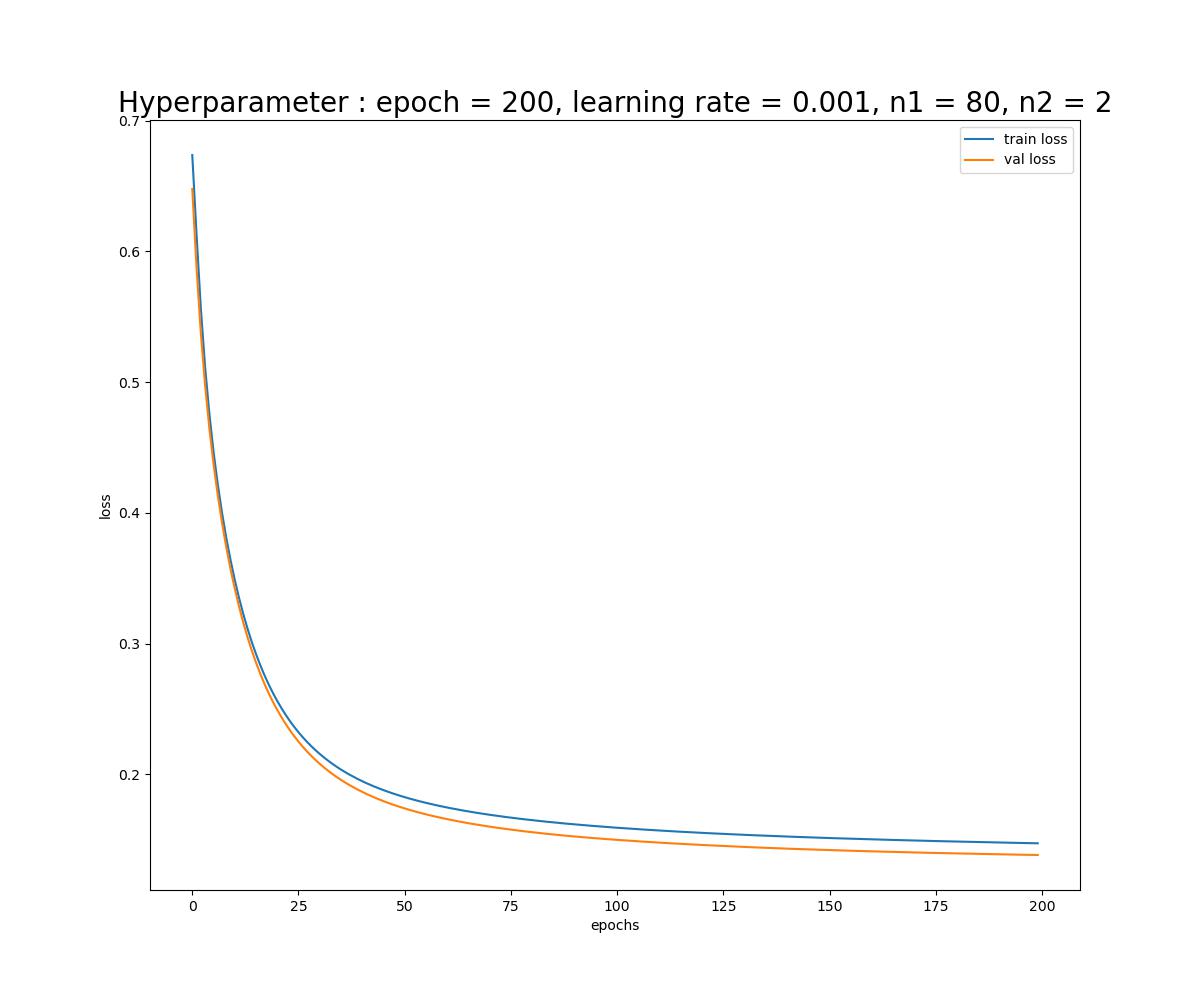 Hyperparameter : epoch = 200, learning rate = 0.001, n1 = 80, n2 = 2
train loss
val loss
0.7
0.6
0.5
0.4
0.3
0.2
loss
0 25 50 75 100 125 150 175 200
epochs